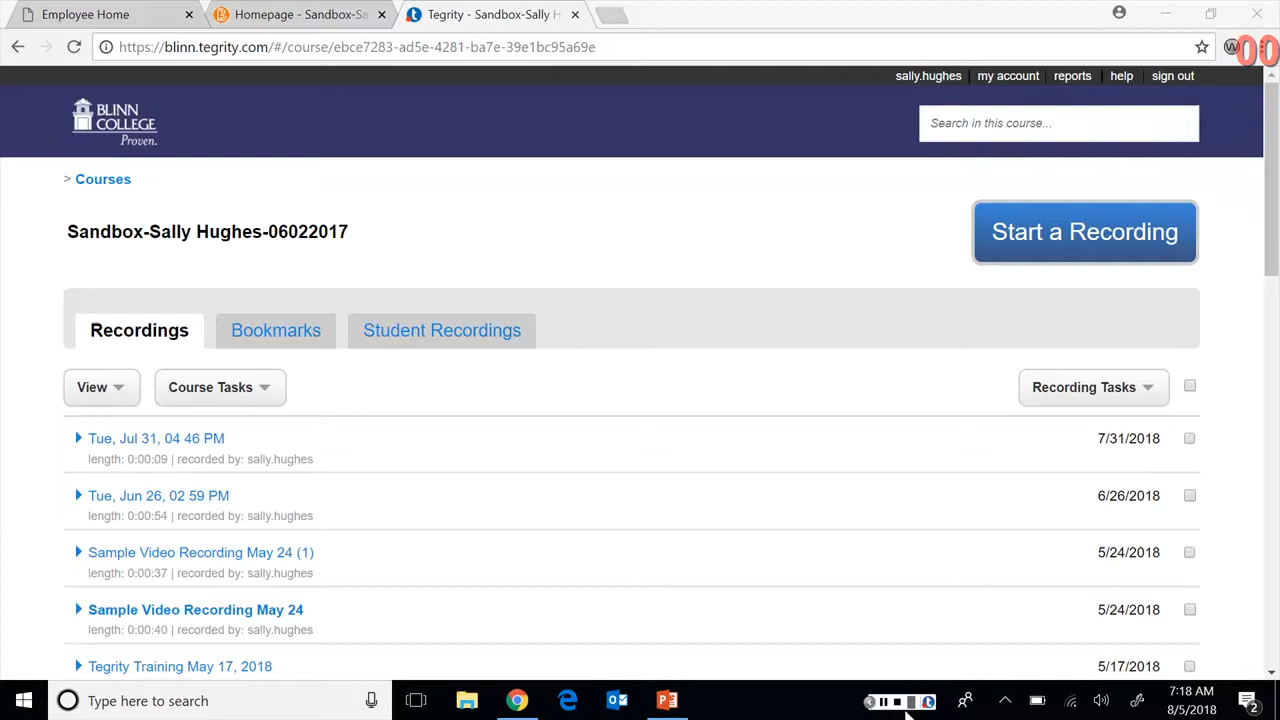 Employee Home
Homepage - Sandbox-Sa
Tegrity - Sandbox-Sally H
https://blinn.tegrity.com/#/course/ebce7283-ad5e-4281-ba7e-39e1bc95a69e
00
sally.hughes | my account | reports | help | sign out
BLINN
COLLEGE
Proven.
Search in this course...
> Courses
Sandbox-Sally Hughes-06022017
Start a Recording
Recordings
Bookmarks
Student Recordings
View
Course Tasks
Recording Tasks
Tue, Jul 31, 04 46 PM
7/31/2018
length: 0:00:09 | recorded by: sally.hughes
Tue, Jun 26, 02 59 PM
6/26/2018
length: 0:00:54 | recorded by: sally.hughes
Sample Video Recording May 24 (1)
5/24/2018
length: 0:00:37 | recorded by: sally.hughes
Sample Video Recording May 24
5/24/2018
length: 0:00:40 | recorded by: sally.hughes
Tegrity Training May 17, 2018
5/17/2018
Type here to search
7:18 AM
8/5/2018
2